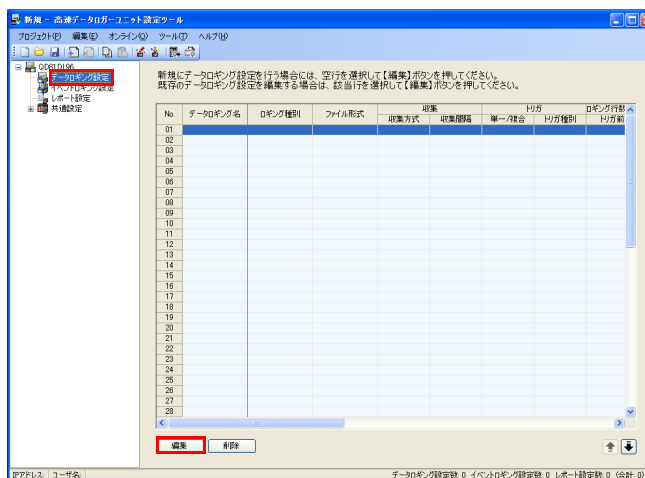 新規 - 高速データロガーユニット設定ツール
プロジェクト(P) 編集(E) オンライン(O) ツール(T) ヘルプ(H)
QD81DL96
データロギング設定
イベントロギング設定
レポート設定
共通設定
新規にデータロギング設定を行う場合には、空行を選択して【編集】ボタンを押してください。
既存のデータロギング設定を編集する場合は、該当行を選択して【編集】ボタンを押してください。
No. データロギング名 ロギング種別 ファイル形式 収集 トリガ ロギング行数
収集方式 収集間隔 単一/複合 トリガ種別 トリガ前
01
02
03
04
05
06
07
08
09
10
11
12
13
14
15
16
17
18
19
20
21
22
23
24
25
26
27
28
編集 削除
IPアドレス: ユーザ名: データロギング設定数: 0 イベントロギング設定数: 0 レポート設定数: 0 (合計: 0)